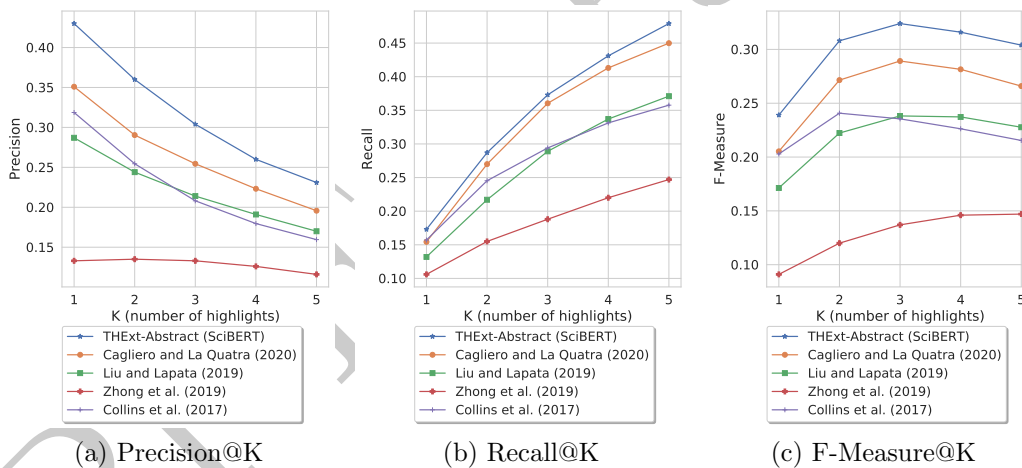 0.40
0.35
0.30
0.25
0.20
0.15
Precision
1 2 3 4 5
K (number of highlights)
THExt-Abstract (SciBERT)
Cagliero and La Quatra (2020)
Liu and Lapata (2019)
Zhong et al. (2019)
Collins et al. (2017)
(a) Precision@K
0.45
0.40
0.35
0.30
0.25
0.20
0.15
0.10
Recall
1 2 3 4 5
K (number of highlights)
THExt-Abstract (SciBERT)
Cagliero and La Quatra (2020)
Liu and Lapata (2019)
Zhong et al. (2019)
Collins et al. (2017)
(b) Recall@K
0.30
0.25
0.20
0.15
0.10
F-Measure
1 2 3 4 5
K (number of highlights)
THExt-Abstract (SciBERT)
Cagliero and La Quatra (2020)
Liu and Lapata (2019)
Zhong et al. (2019)
Collins et al. (2017)
(c) F-Measure@K